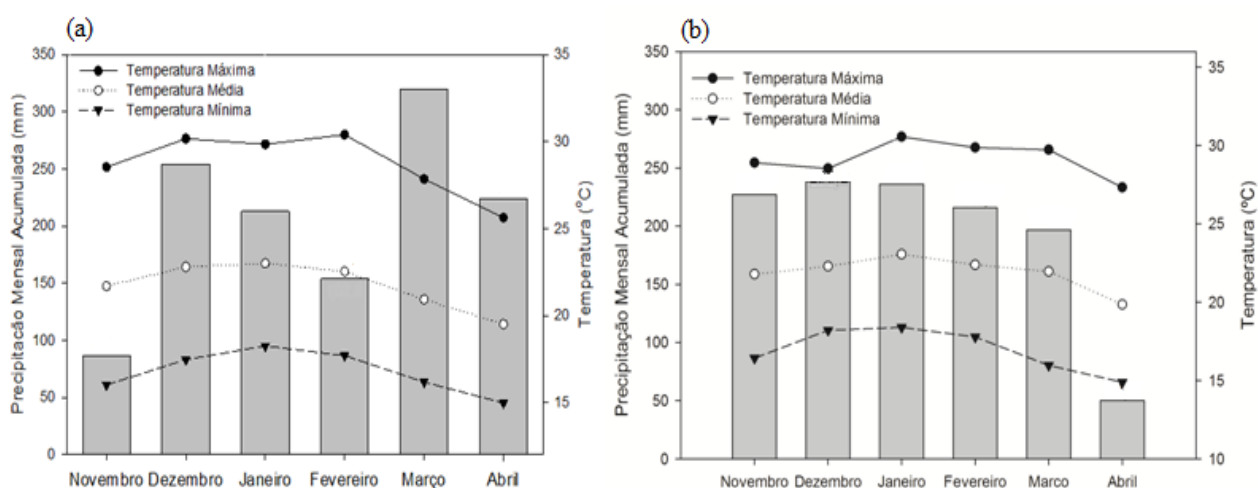 (a)
Precipitacão Mensal Acumulada (mm)
350
300
250
200
150
100
50
0
Temperatura Máxima
Temperatura Média
Temperatura Mínima
35
30
25
20
15
Temperatura (°C)
Novembro Dezembro Janeiro Fevereiro Março Abril
(b)
Precipitação Mensal Acumulada (mm)
350
300
250
200
150
100
50
0
Temperatura Máxima
Temperatura Média
Temperatura Mínima
35
30
25
20
15
10
Temperatura (ºC)
Novembro Dezembro Janeiro Fevereiro Marco Abril